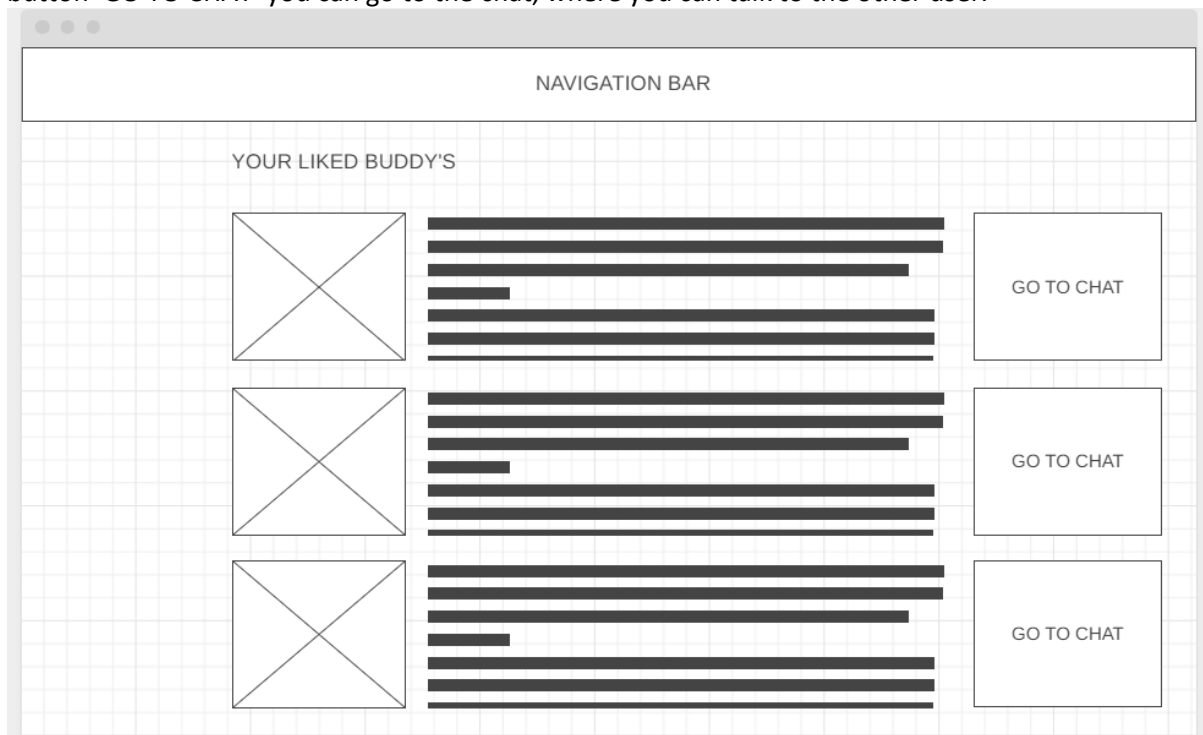 button "GO TO CHAT" you can go to the chat, where you can talk to the other user.
NAVIGATION BAR
YOUR LIKED BUDDY'S
GO TO CHAT
GO TO CHAT
GO TO CHAT